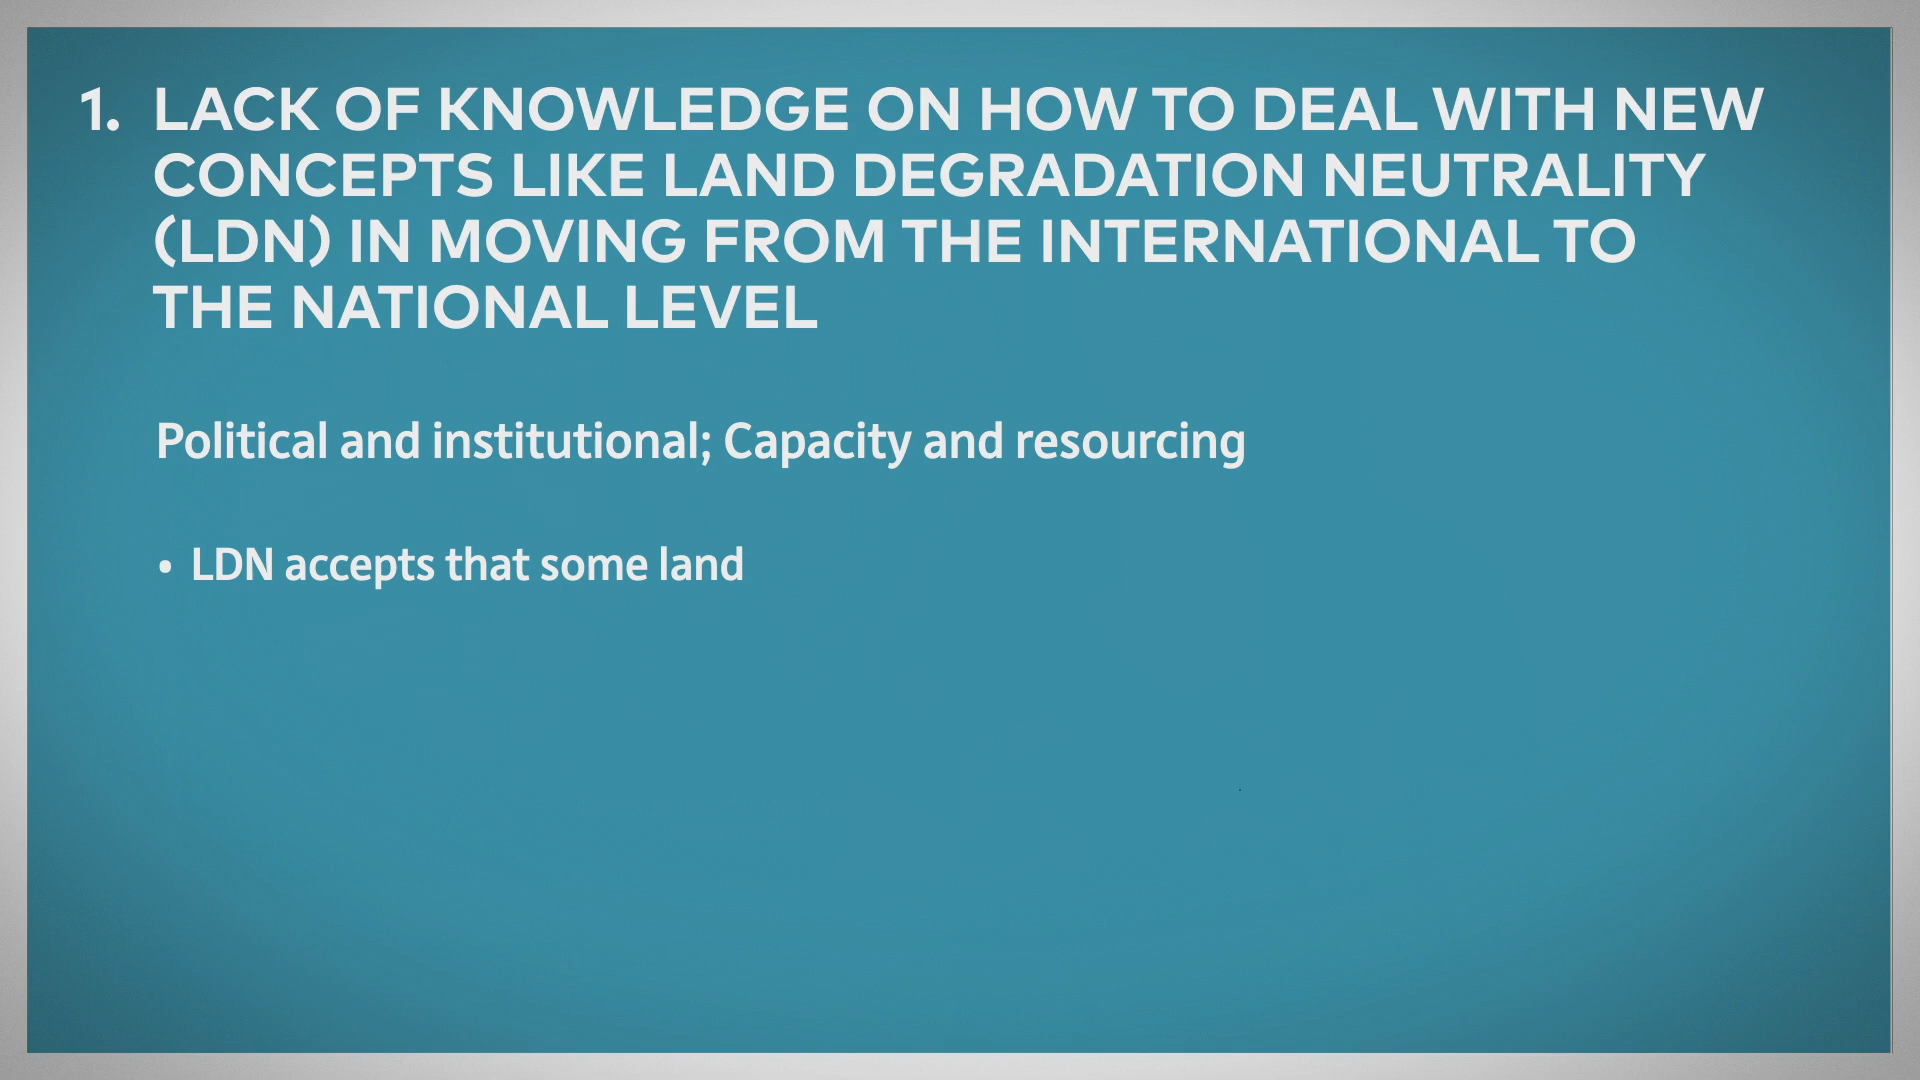 1. LACK OF KNOWLEDGE ON HOW TO DEAL WITH NEW
CONCEPTS LIKE LAND DEGRADATION NEUTRALITY
(LDN) IN MOVING FROM THE INTERNATIONAL TO
THE NATIONAL LEVEL
Political and institutional; Capacity and resourcing
• LDN accepts that some land